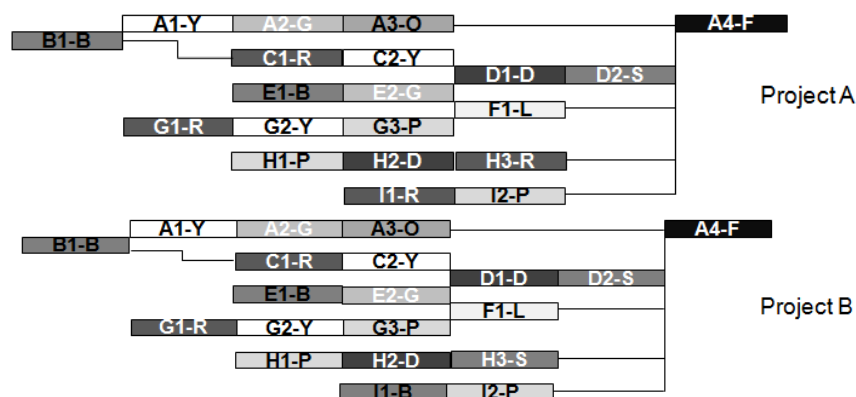 A1-Y A2-G A3-O A4-F
B1-B
C1-R C2-Y
D1-D D2-S
E1-B E2-G
Project A
F1-L
G1-R G2-Y G3-P
H1-P H2-D H3-R
I1-R I2-P
A1-Y A2-G A3-O A4-F
B1-B
C1-R C2-Y
D1-D D2-S
E1-B E2-G
F1-L
Project B
G1-R G2-Y G3-P
H1-P H2-D H3-S
I1-B I2-P